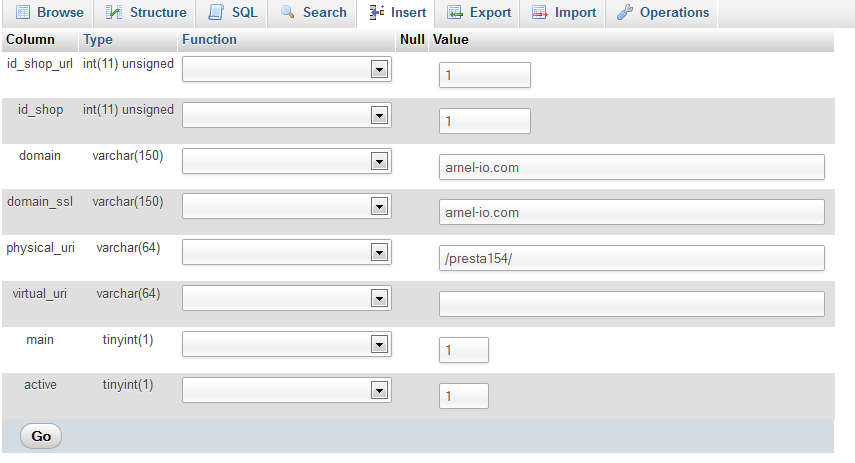 Browse Structure SQL Search Insert Export Import Operations
Column Type Function Null Value
id_shop_url int(11) unsigned 1
id_shop int(11) unsigned 1
domain varchar(150) arnel-io.com
domain_ssl varchar(150) arnel-io.com
physical_uri varchar(64) /presta154/
virtual_uri varchar(64)
main tinyint(1) 1
active tinyint(1) 1
Go